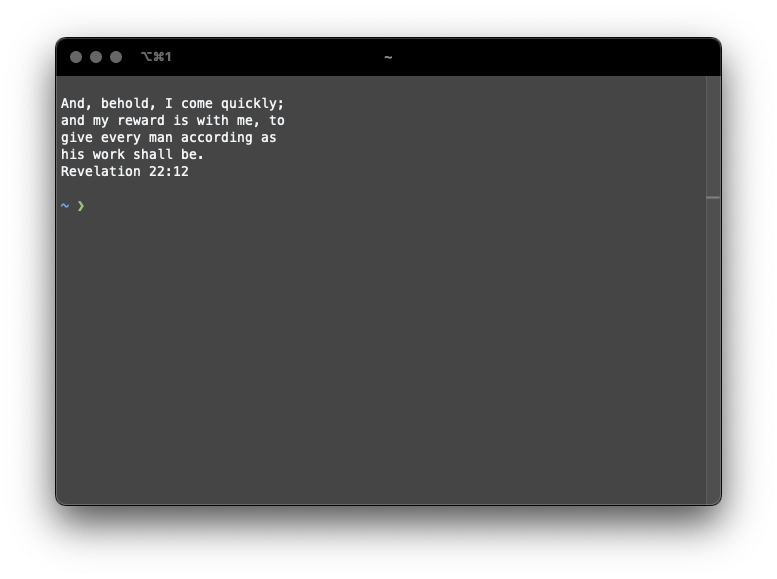 ⌥⌘1
~
And, behold, I come quickly;
and my reward is with me, to
give every man according as
his work shall be.
Revelation 22:12
~ ❯